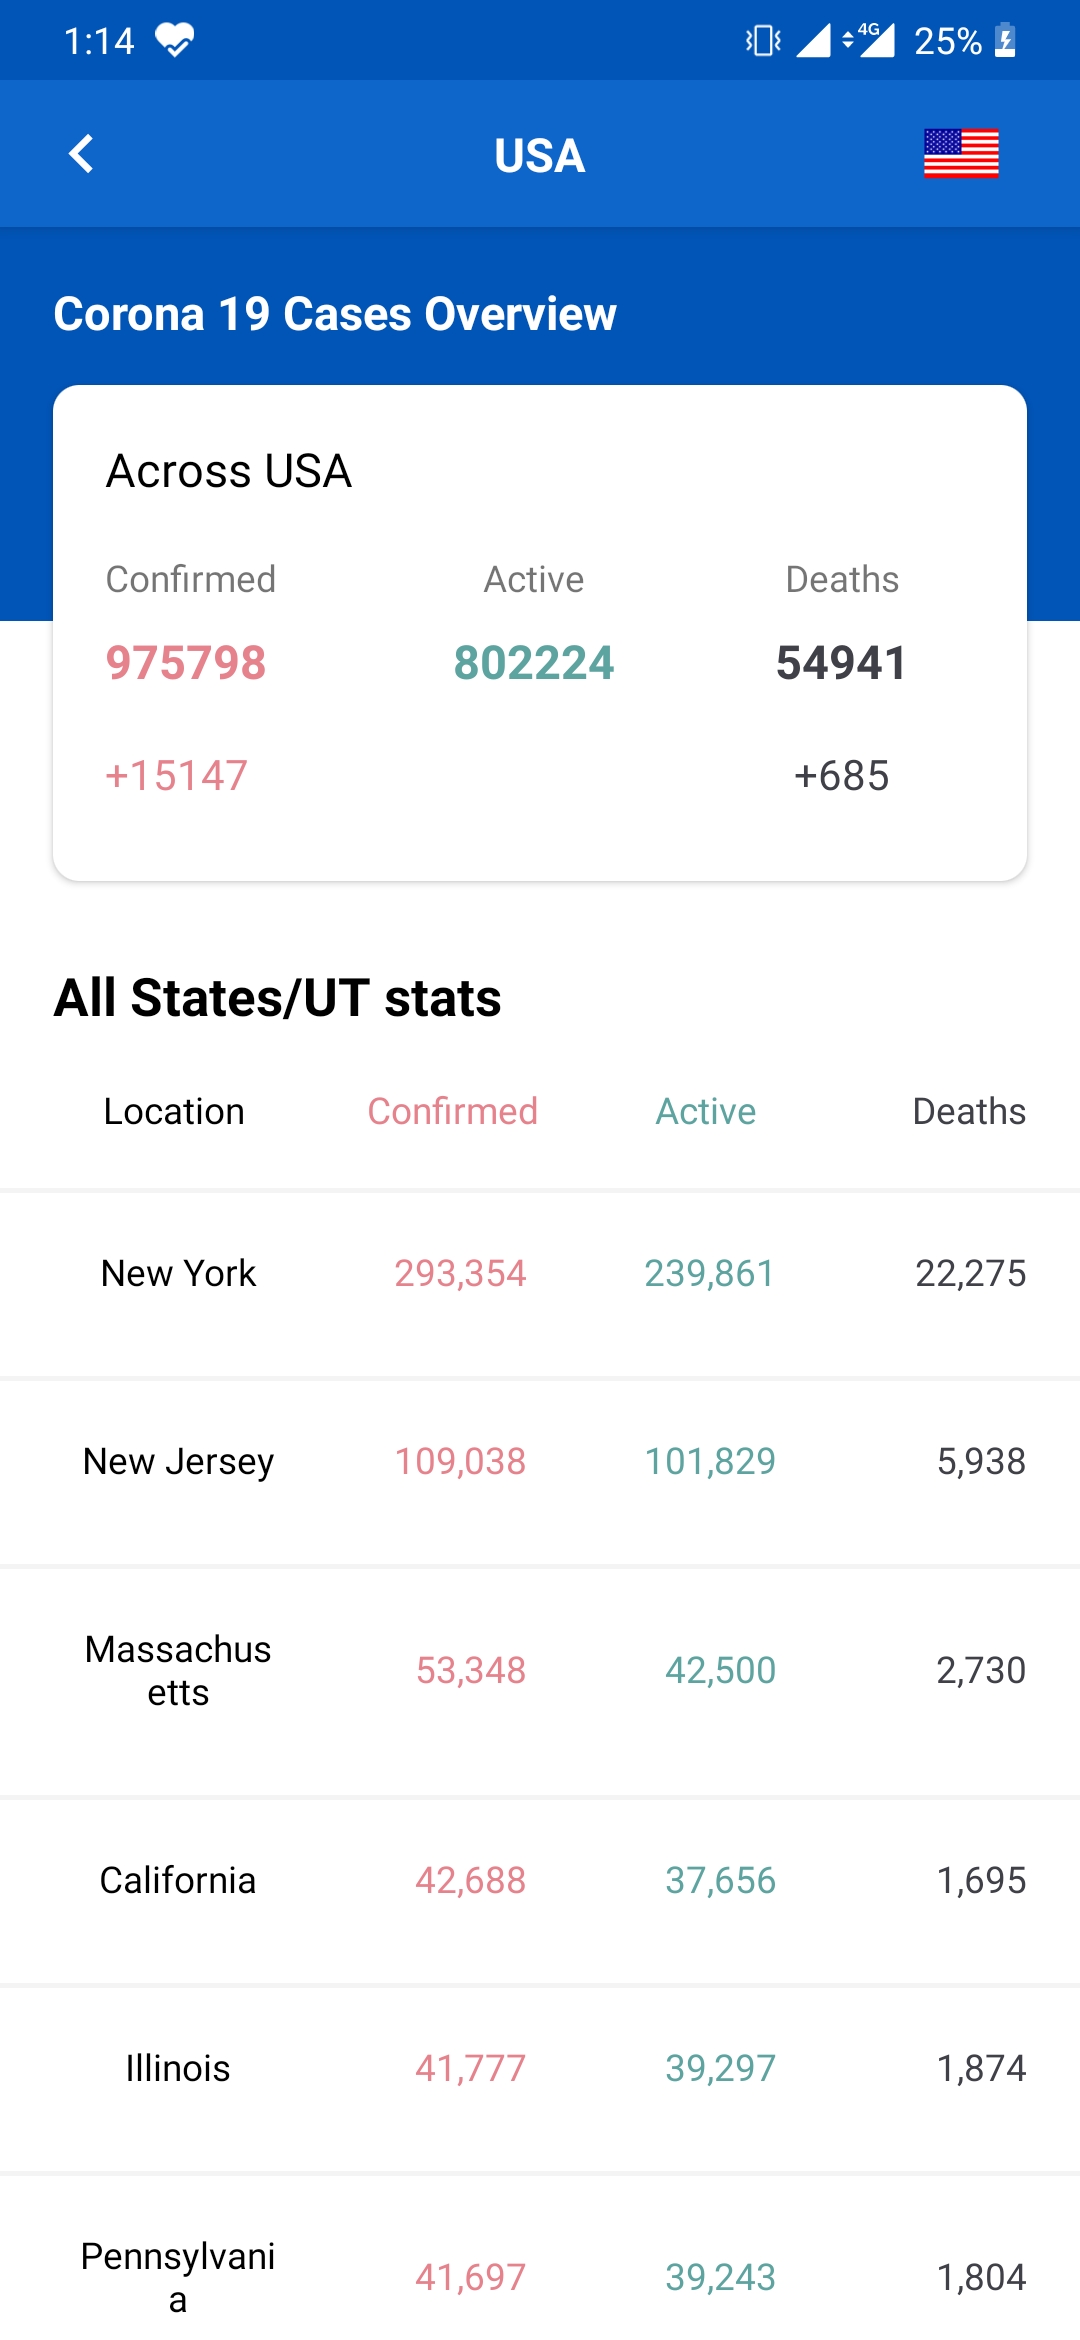 1:14 4G 25%
USA
Corona 19 Cases Overview
Across USA
Confirmed Active Deaths
975798 802224 54941
+15147 +685
All States/UT stats
Location Confirmed Active Deaths
New York 293,354 239,861 22,275
New Jersey 109,038 101,829 5,938
Massachus
etts 53,348 42,500 2,730
California 42,688 37,656 1,695
Illinois 41,777 39,297 1,874
Pennsylvani
a 41,697 39,243 1,804